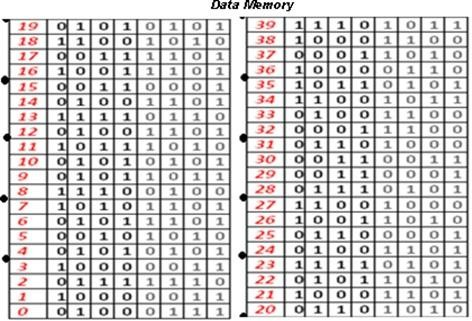 Data Memory
19 0 1 0 1 0 1 0 1
18 1 1 0 0 1 0 1 0
17 0 0 1 1 1 1 0 1
16 1 0 0 1 1 0 1 1
15 0 0 1 1 0 0 0 1
14 0 1 0 0 1 1 0 1
13 1 1 1 1 0 1 1 0
12 0 1 0 0 1 1 0 1
11 1 0 1 1 1 0 1 1
10 0 1 0 1 0 1 0 1
9 0 1 0 1 1 1 0 1
8 1 1 1 0 0 1 0 0
7 1 0 1 0 1 1 0 1
6 0 1 0 1 1 1 0 1
5 0 0 1 0 1 0 1 0
4 0 1 0 1 0 1 0 1
3 1 0 0 0 0 0 1 1
2 0 1 1 1 1 1 1 0
1 1 0 0 0 0 0 1 1
0 0 1 0 0 0 1 1 1
39 1 1 1 0 1 0 1 1
38 1 0 0 0 1 1 0 0
37 0 0 0 1 1 1 0 1
36 1 0 0 0 0 1 1 0
35 1 0 1 1 0 1 0 1
34 1 1 0 0 1 0 1 1
33 0 1 0 0 1 1 0 0
32 0 0 0 1 1 1 0 0
31 0 1 1 0 1 0 0 0
30 0 0 1 1 0 0 1 1
29 0 0 1 1 0 0 0 1
28 0 1 1 1 0 1 0 1
27 1 1 0 0 1 0 0 0
26 1 0 0 1 1 0 1 0
25 0 1 1 0 0 0 0 1
24 0 1 0 0 1 1 0 1
23 1 1 1 1 0 1 0 1
22 0 1 0 1 1 0 1 0
21 1 0 0 0 1 1 0 1
20 0 1 1 0 1 0 1 0